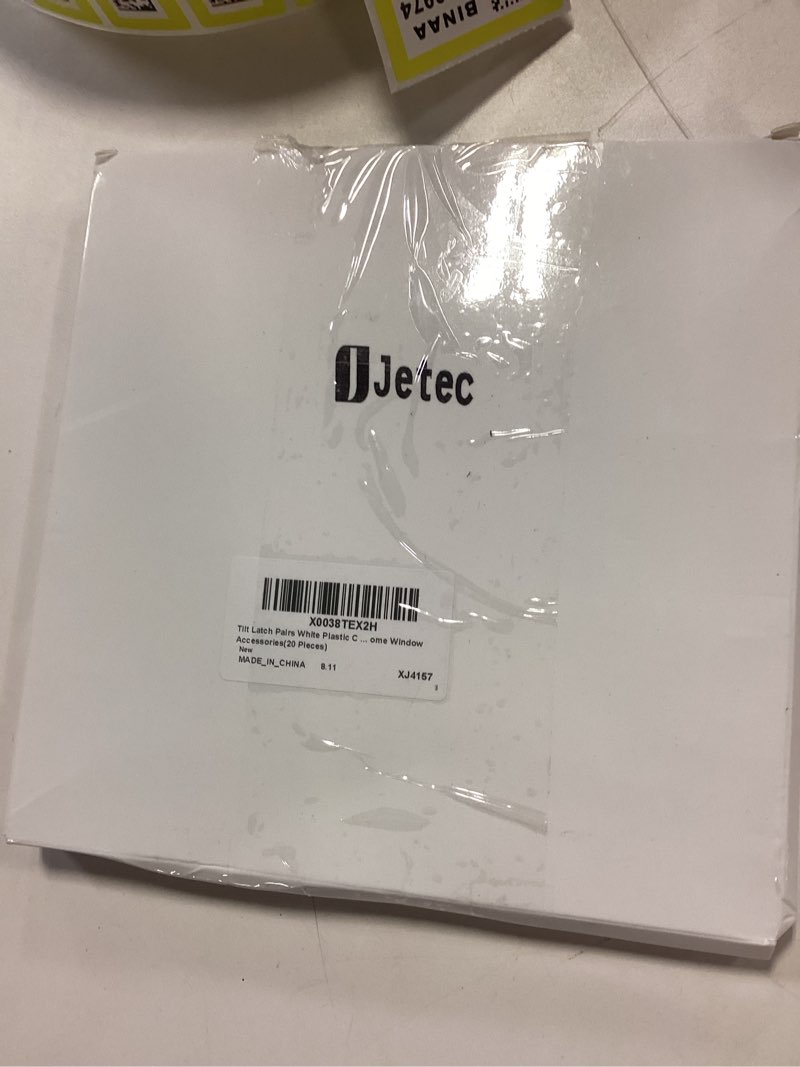 BINAA
Jetec
X0038TEX2H
Tilt Latch Pairs White Plastic C ... ome Window
Accessories(20 Pieces)
New
MADE_IN_CHINA 8.11
XJ4157